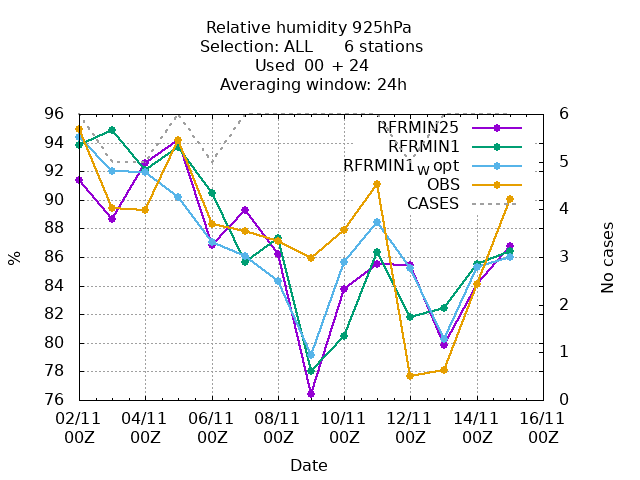 Relative humidity 925hPa
Selection: ALL 6 stations
Used 00 + 24
Averaging window: 24h
RFRMIN25
RFRMIN1
RFRMIN1_W opt
OBS
CASES
96
94
92
90
88
86
84
82
80
78
76
%
6
5
4
3
2
1
0
No cases
02/11 04/11 06/11 08/11 10/11 12/11 14/11 16/11
00Z 00Z 00Z 00Z 00Z 00Z 00Z 00Z
Date